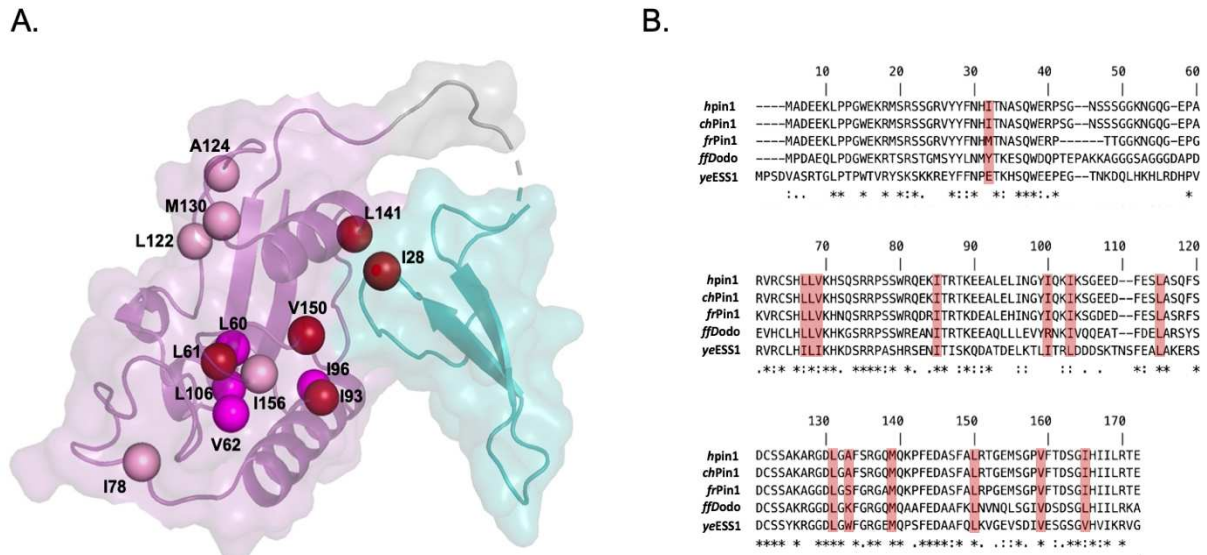 A.
B.
A124
M130
L122
L141
I28
V150
L60
L61
I96
L106
I156
I93
V62
I78
10 20 30 40 50 60
hpin1 ----MADEEKLPPGWEKRMSRSSGRVYYFNHITNASQWERPSG--NSSSGGKNGQG-EPA
chPin1 ----MADEEKLPPGWEKRMSRSSGRVYYFNHITNASQWERPSG--NSSSGGKNGQG-EPA
frPin1 ----MADEEKLPPGWEKRMSRSSGRVYYFNHMTNASQWERP------TTGGKNGQG-EPG
ffDodo ----MPDAEQLPDGWEKRTSRSTGMSYYLNMYTKESQWDQPTEPAKKAGGGSAGGGDAPD
yeESS1 MPSDVASRTGLPTPWTVRYSKSKKREYFFNPETKHSQWEEPEG--TNKDQLHKHLRDHPV
:.. ** * * *:* *::* *: ***::* *
70 80 90 100 110 120
hpin1 RVRCSHLLVKHSQSRRPSSWRQEKITRTKEEALELINGYIQKIKSGEED--FESLASQFS
chPin1 RVRCSHLLVKHSQSRRPSSWRQEKITRTKEEALELINGYIQKIKSGEED--FESLASQFS
frPin1 KVRCSHLLVKHNQSRRPSSWRQDRITRTKDEALEHINGYIQKIKSGEED--FESLASQFS
ffDodo EVHCLHLLVKHKGSRRPSSWREANITRTKEEAQLLLEVYRNKIVQQEAT--FDELARSYS
yeESS1 RVRCLHILIKHKDSRRPASHRSENITISKQDATDELKTLITRLDDDSKTNSFEALAKERS
.*:* *:*:**. ****:* *. .** :*::* :: :: . . *: ** . *
130 140 150 160 170
hpin1 DCSSAKARGDLGAFSRGQMQKPFEDASFALRTGEMSGPVFTDSGIHIILRTE
chPin1 DCSSAKARGDLGAFSRGQMQKPFEDASFALRTGEMSGPVFTDSGIHIILRTE
frPin1 DCSSAKAGGDLGSFGRGAMQKPFEDASFALRPGEMSGPVFTDSGIHIILRTE
ffDodo DCSSAKRGGDLGKFGRGQMQAAFEDAAFKLNVNQLSGIVDSDSGLHIILRKA
yeESS1 DCSSYKRGGDLGWFGRGEMQPSFEDAAFQLKVGEVSDIVESGSGVHVIKRVG
**** * **** *.** ** .****:* *. .::*. * :.**:*:* *